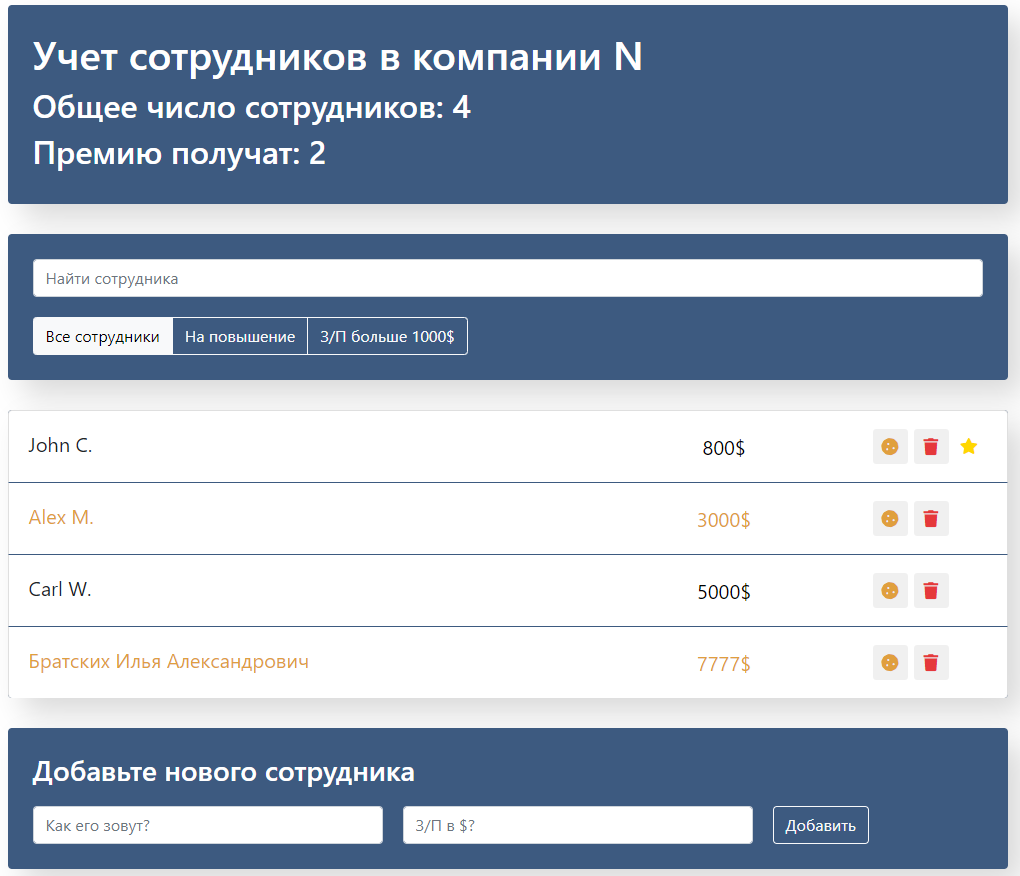 Учет сотрудников в компании N
Общее число сотрудников: 4
Премию получат: 2
Найти сотрудника
Все сотрудники На повышение З/П больше 1000$
John C. 800$
Alex M. 3000$
Carl W. 5000$
Братских Илья Александрович 7777$
Добавьте нового сотрудника
Как его зовут? З/П в $? Добавить